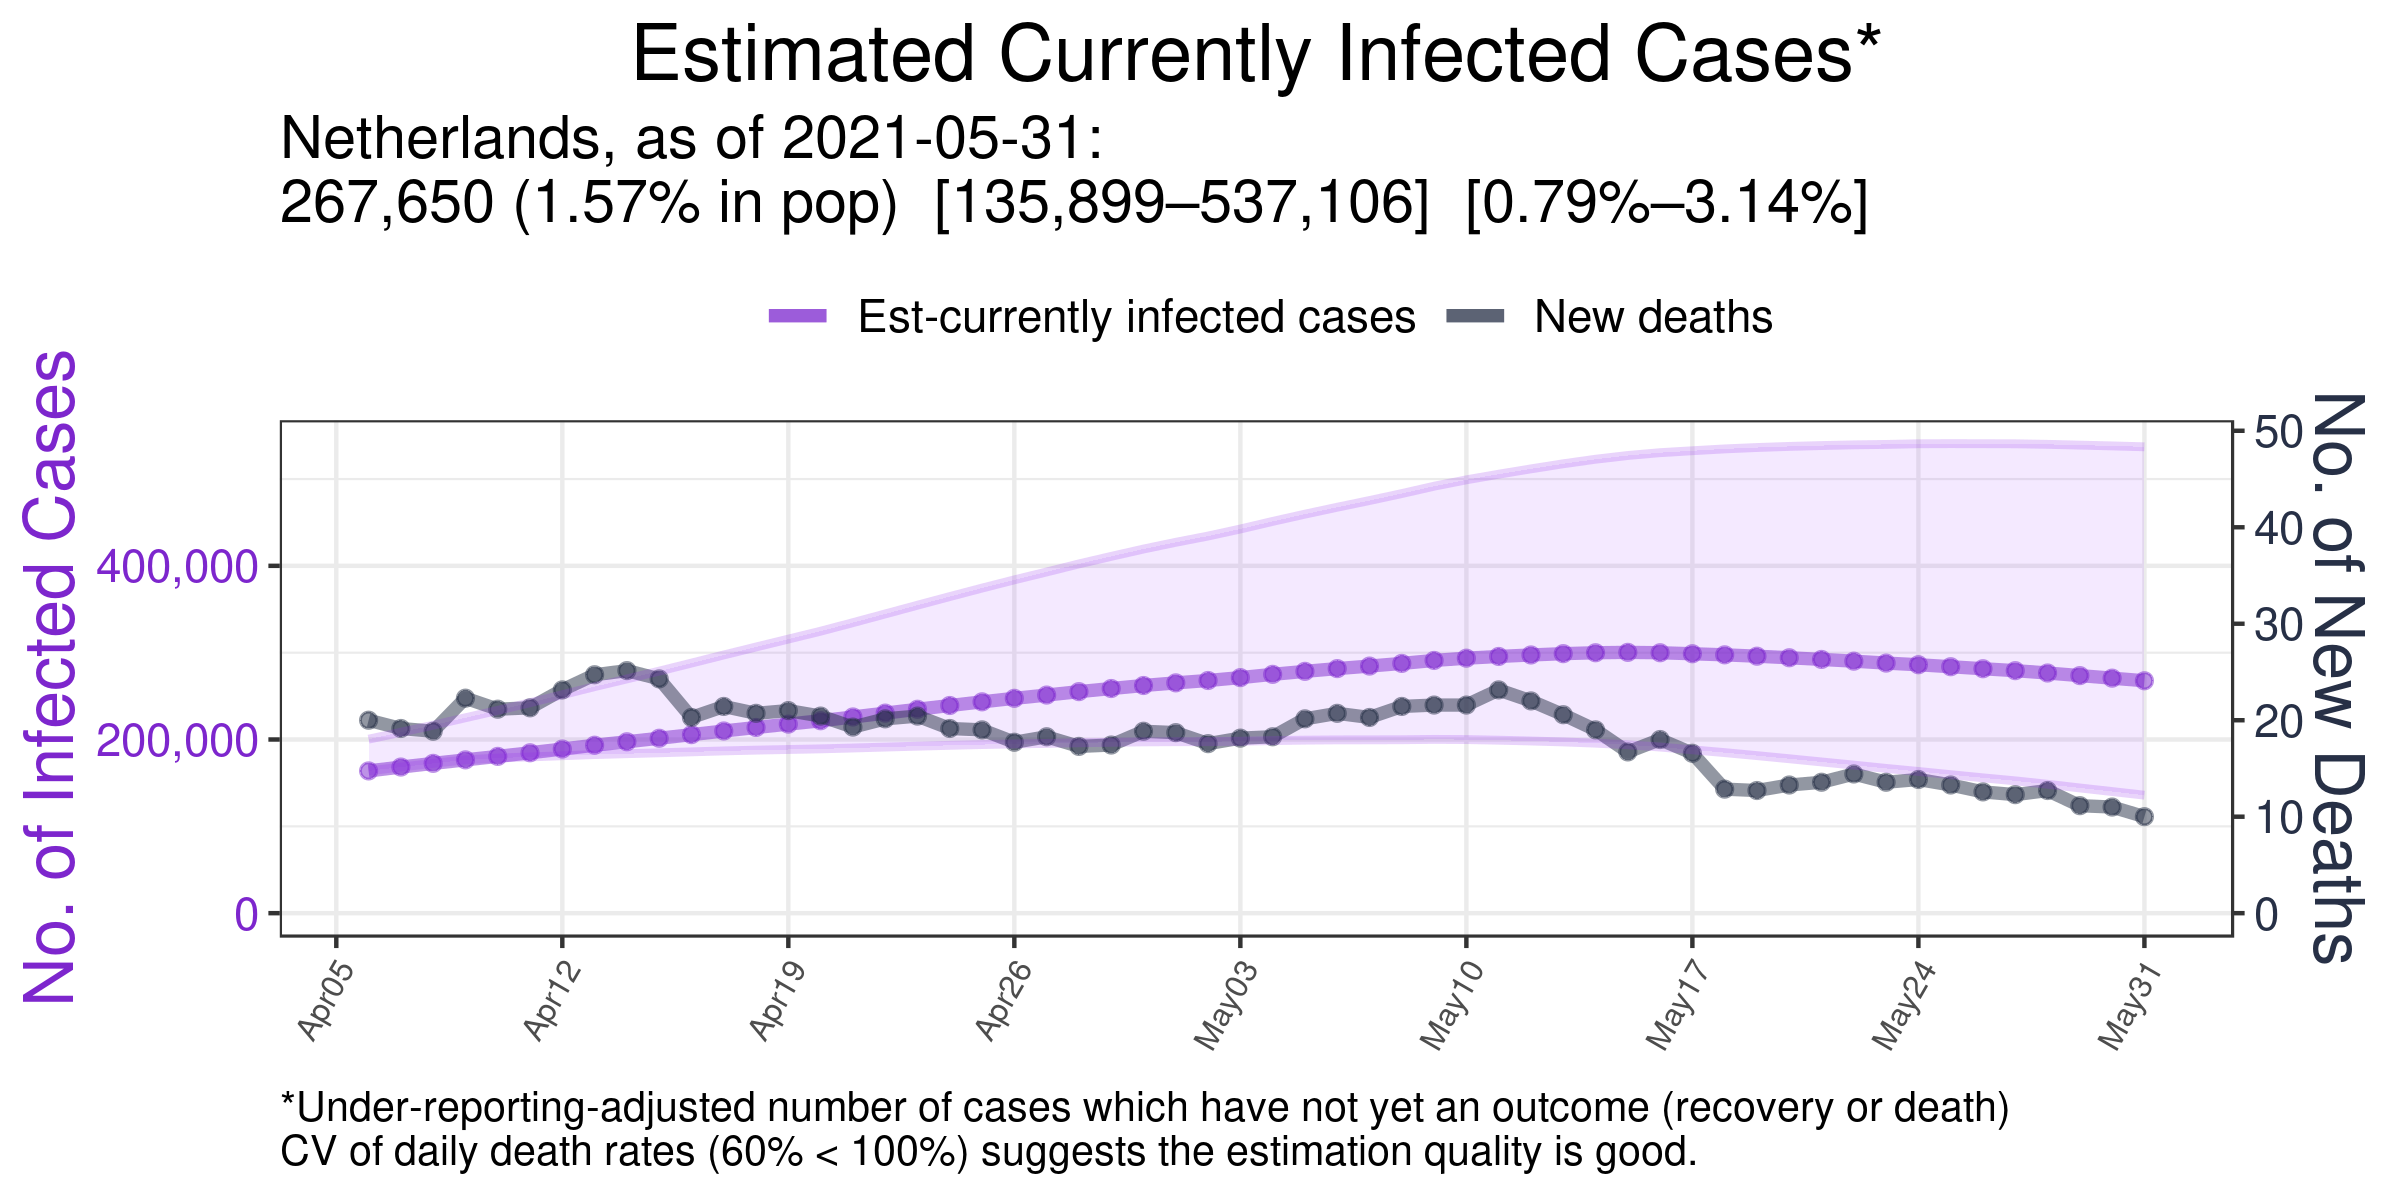 Estimated Currently Infected Cases*
Netherlands, as of 2021-05-31:
267,650 (1.57% in pop)  [135,899–537,106]  [0.79%–3.14%]
Est-currently infected cases
New deaths
No. of Infected Cases
400,000
200,000
0
50
40
30
20
10
0
No. of New Deaths
Apr05
Apr12
Apr19
Apr26
May03
May10
May17
May24
May31
*Under-reporting-adjusted number of cases which have not yet an outcome (recovery or death)
CV of daily death rates (60% < 100%) suggests the estimation quality is good.